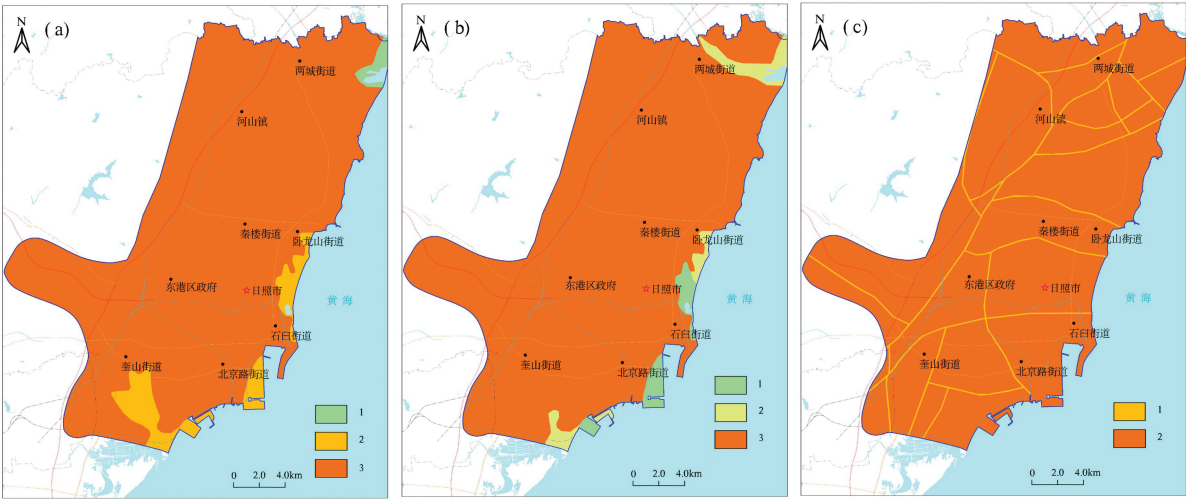 N
(a)
两城街道
河山镇
秦楼街道
卧龙山街道
东港区政府
日照市
黄海
石臼街道
奎山街道
北京路街道
1
2
3
0 2.0 4.0km
N
(b)
两城街道
河山镇
秦楼街道
卧龙山街道
东港区政府
日照市
黄海
石臼街道
奎山街道
北京路街道
1
2
3
0 2.0 4.0km
N
(c)
两城街道
河山镇
秦楼街道
卧龙山街道
东港区政府
日照市
黄海
石臼街道
奎山街道
北京路街道
1
2
0 2.0 4.0km